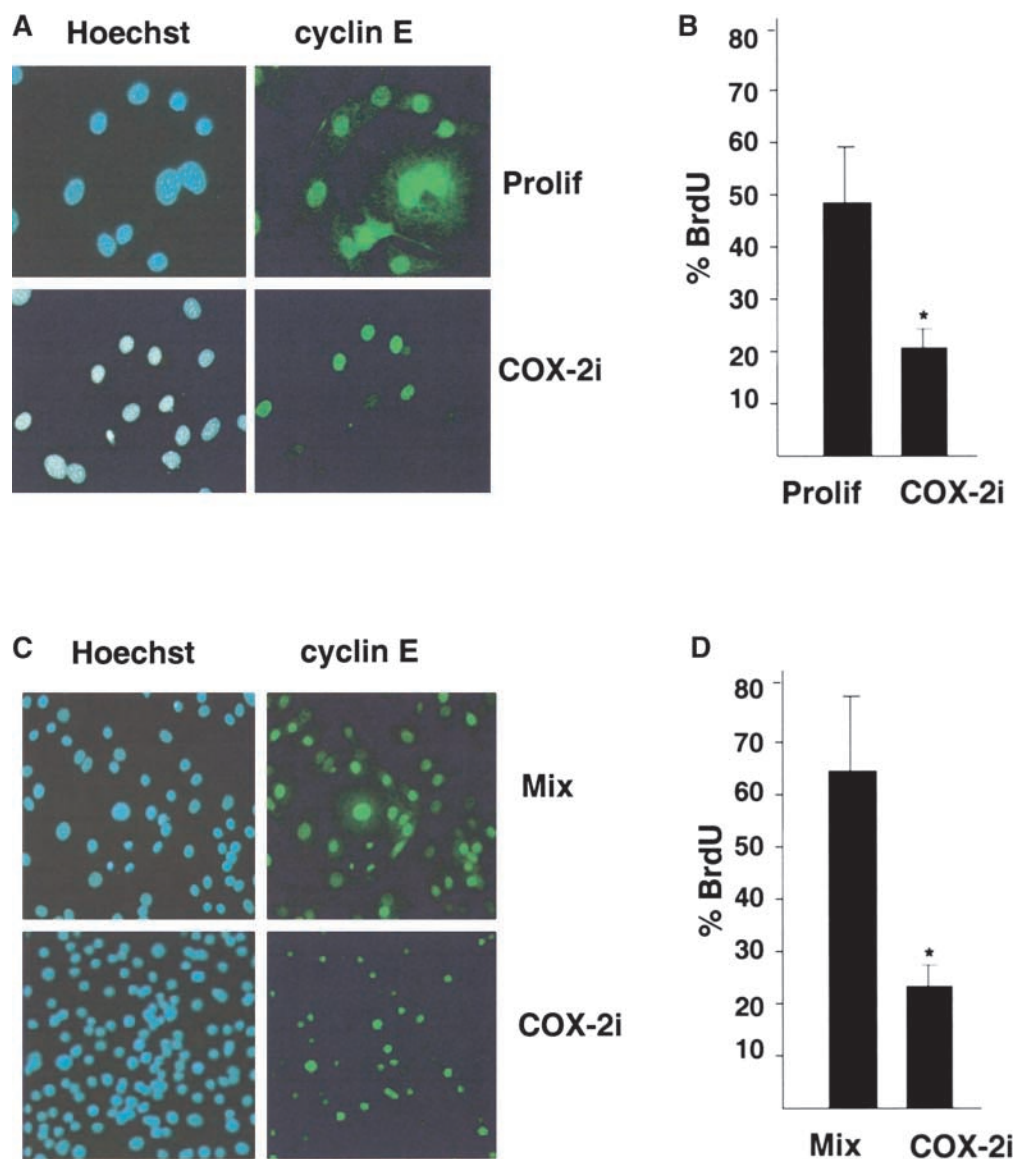 A
Hoechst
cyclin E
Prolif
COX-2i
B
80
70
60
50
40
30
20
10
% BrdU
*
Prolif
COX-2i
C
Hoechst
cyclin E
Mix
COX-2i
D
80
70
60
50
40
30
20
10
% BrdU
*
Mix
COX-2i